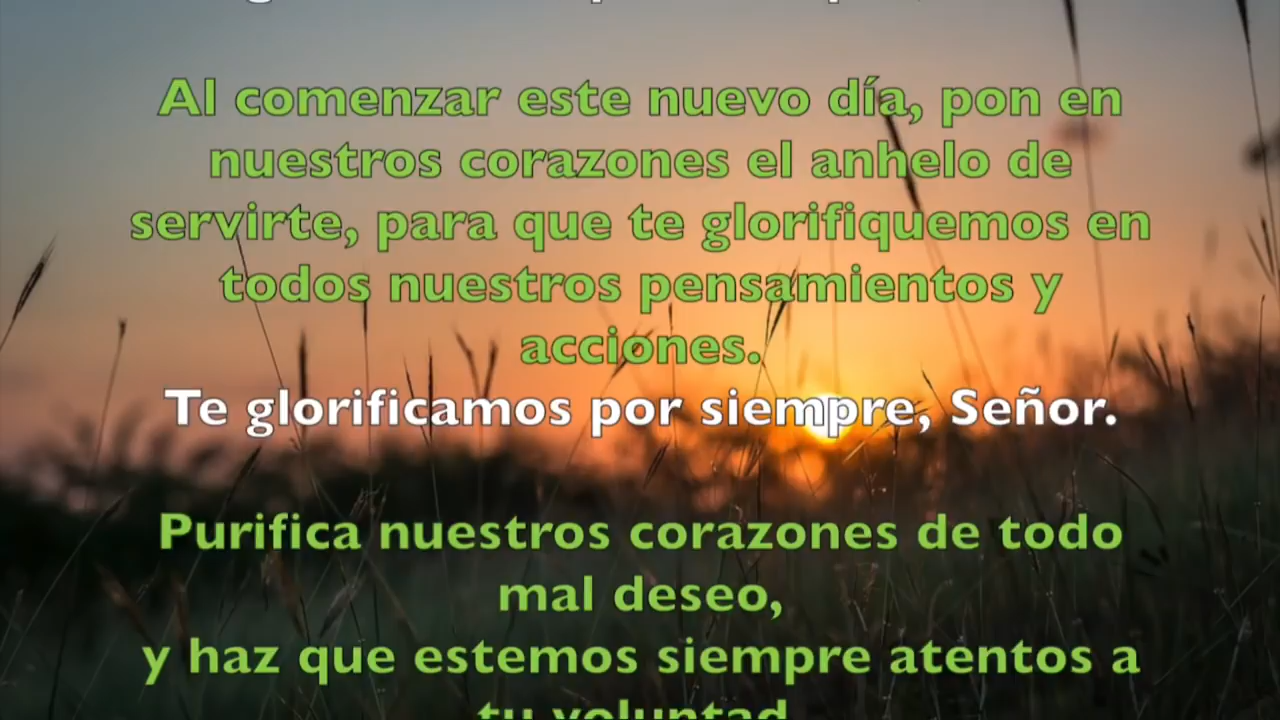 Al comenzar este nuevo día, pon en
nuestros corazones el anhelo de
servirte, para que te glorifiquemos en
todos nuestros pensamientos y
acciones.
Te glorificamos por siempre, Señor.
Purifica nuestros corazones de todo
mal deseo,
y haz que estemos siempre atentos a
tu voluntad